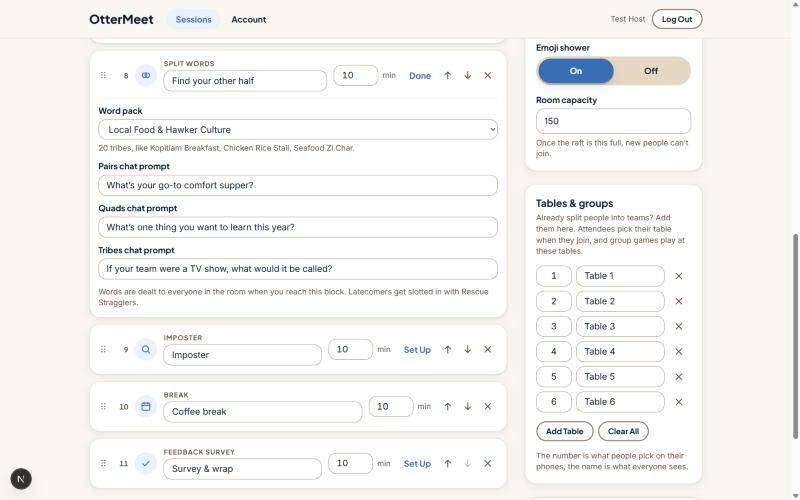 OtterMeet
Sessions
Account
Test Host
Log Out
8
SPLIT WORDS
Find your other half
10
min
Done
Word pack
Local Food & Hawker Culture
20 tribes, like Kopitiam Breakfast, Chicken Rice Stall, Seafood Zi Char.
Pairs chat prompt
What's your go-to comfort supper?
Quads chat prompt
What's one thing you want to learn this year?
Tribes chat prompt
If your team were a TV show, what would it be called?
Words are dealt to everyone in the room when you reach this block. Latecomers get slotted in with Rescue
Stragglers.
9
IMPOSTER
Imposter
10
min
Set Up
10
BREAK
Coffee break
10
min
11
FEEDBACK SURVEY
Survey & wrap
10
min
Set Up
N
Emoji shower
On
Off
Room capacity
150
Once the raft is this full, new people can't
join.
Tables & groups
Already split people into teams? Add
them here. Attendees pick their table
when they join, and group games play at
these tables.
1
Table 1
2
Table 2
3
Table 3
4
Table 4
5
Table 5
6
Table 6
Add Table
Clear All
The number is what people pick on their
phones; the name is what everyone sees.